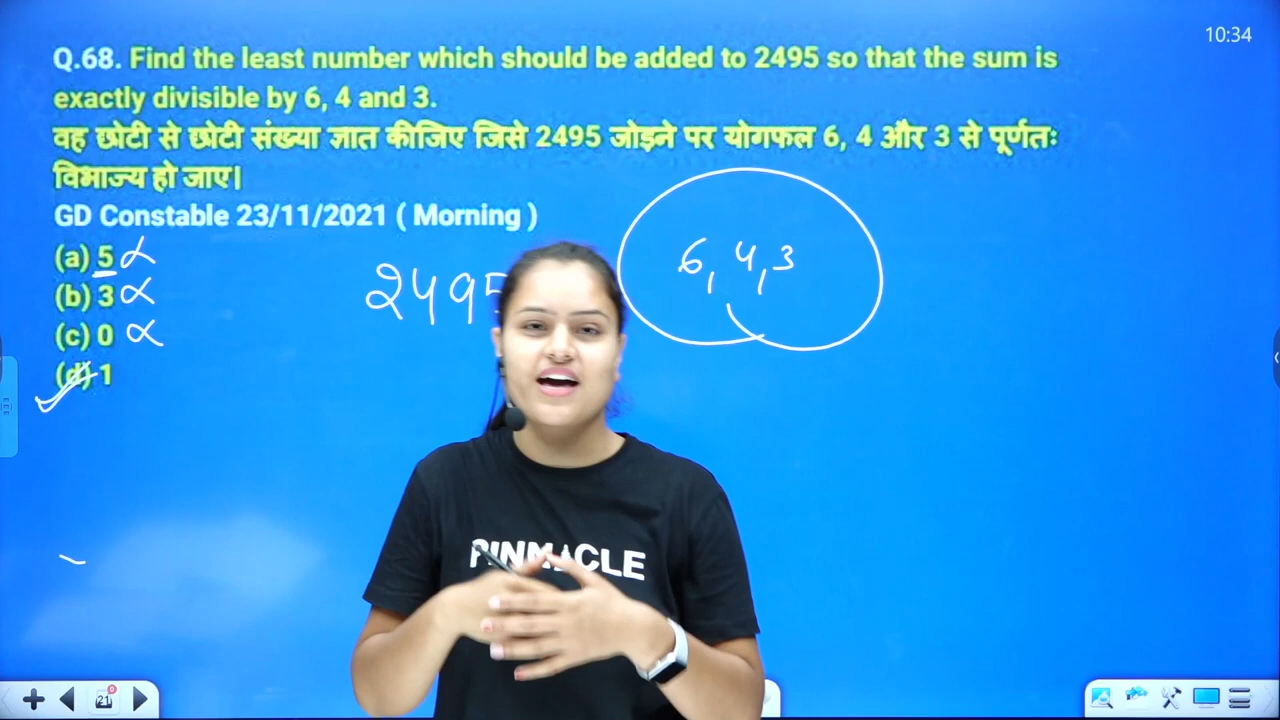 10:34
Q.68. Find the least number which should be added to 2495 so that the sum is
exactly divisible by 6, 4 and 3.
वह छोटी से छोटी संख्या ज्ञात कीजिए जिसे 2495 जोड़ने पर योगफल 6, 4 और 3 से पूर्णतः
विभाज्य हो जाए।
GD Constable 23/11/2021 ( Morning )
(a) 5
(b) 3
(c) 0
(d) 1
2495
6, 4, 3
PINNACLE
21